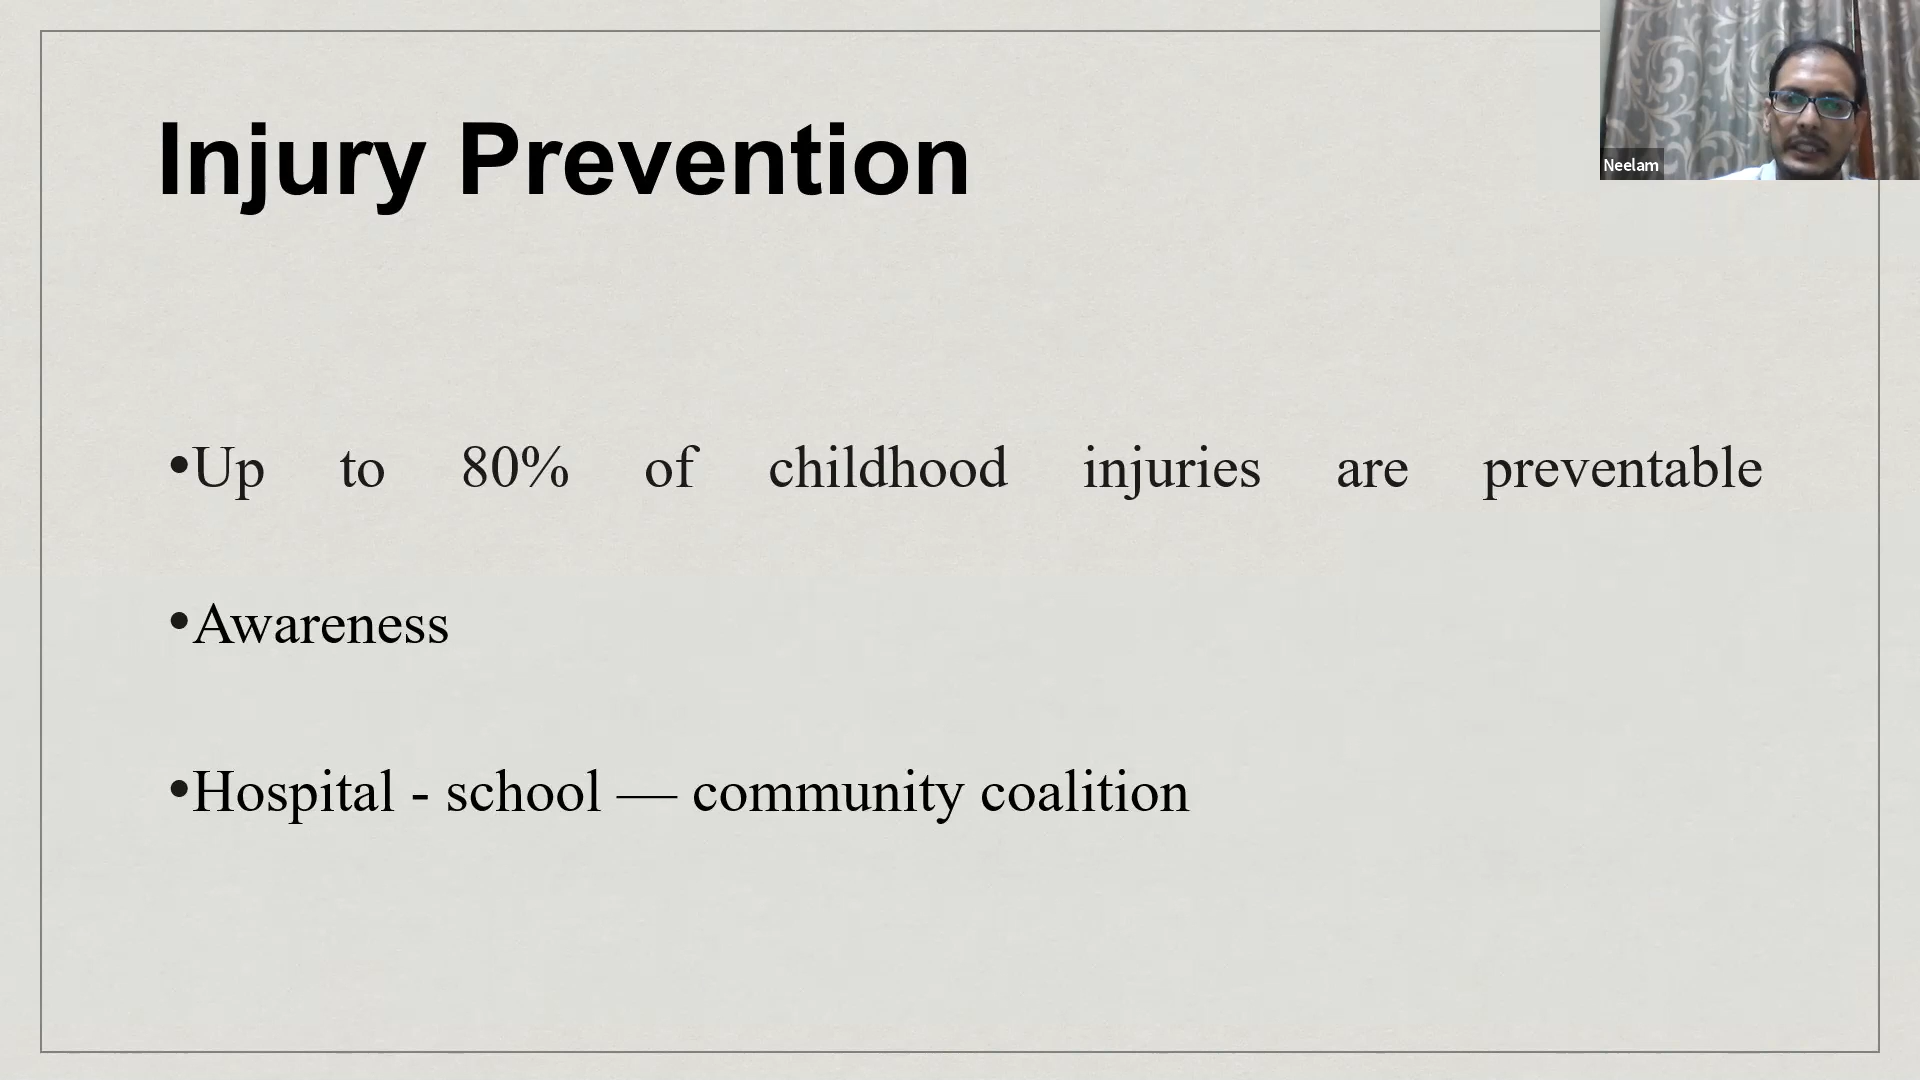 Injury Prevention
Neelam
•Up to 80% of childhood injuries are preventable
•Awareness
•Hospital - school — community coalition